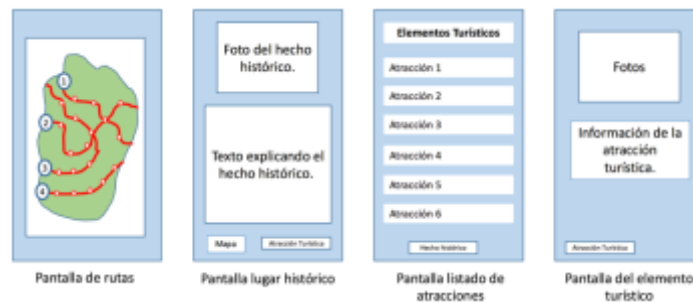 1
2
3
4
Pantalla de rutas
Foto del hecho
histórico.
Texto explicando el
hecho histórico.
Mapa
Atracción Turística
Pantalla lugar histórico
Elementos Turísticos
Atracción 1
Atracción 2
Atracción 3
Atracción 4
Atracción 5
Atracción 6
Hecho histórico
Pantalla listado de
atracciones
Fotos
Información de la
atracción
turística.
Atracción Turística
Pantalla del elemento
turístico